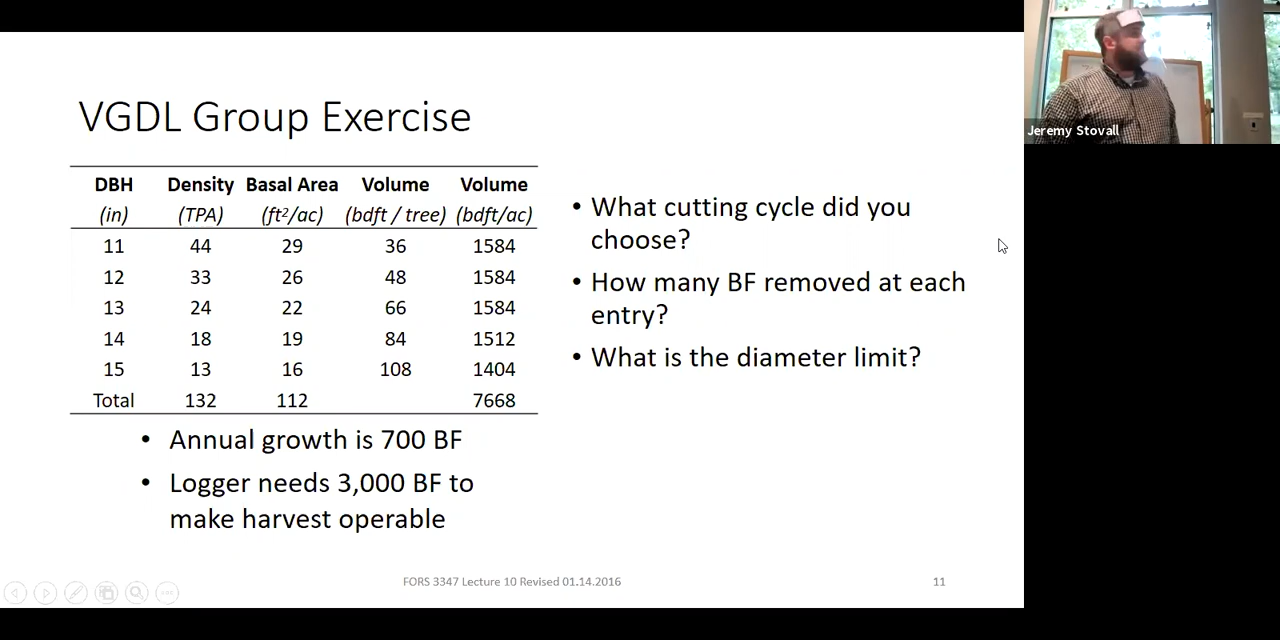 VGDL Group Exercise
DBH Density Basal Area Volume Volume
(in) (TPA) (ft²/ac) (bdft / tree) (bdft/ac)
11 44 29 36 1584
12 33 26 48 1584
13 24 22 66 1584
14 18 19 84 1512
15 13 16 108 1404
Total 132 112 7668
• Annual growth is 700 BF
• Logger needs 3,000 BF to
make harvest operable
• What cutting cycle did you
choose?
• How many BF removed at each
entry?
• What is the diameter limit?
FORS 3347 Lecture 10 Revised 01.14.2016
11
Jeremy Stovall